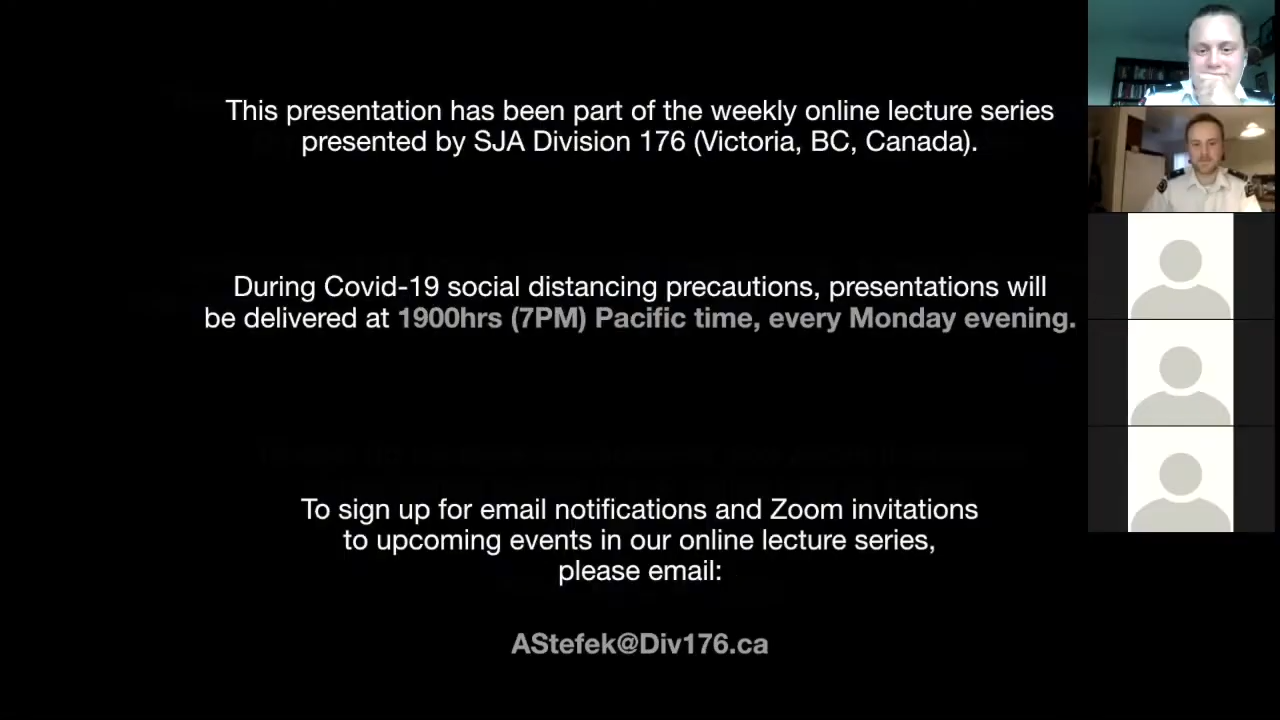 This presentation has been part of the weekly online lecture series
presented by SJA Division 176 (Victoria, BC, Canada).
During Covid-19 social distancing precautions, presentations will
be delivered at 1900hrs (7PM) Pacific time, every Monday evening.
To sign up for email notifications and Zoom invitations
to upcoming events in our online lecture series,
please email:
AStefek@Div176.ca